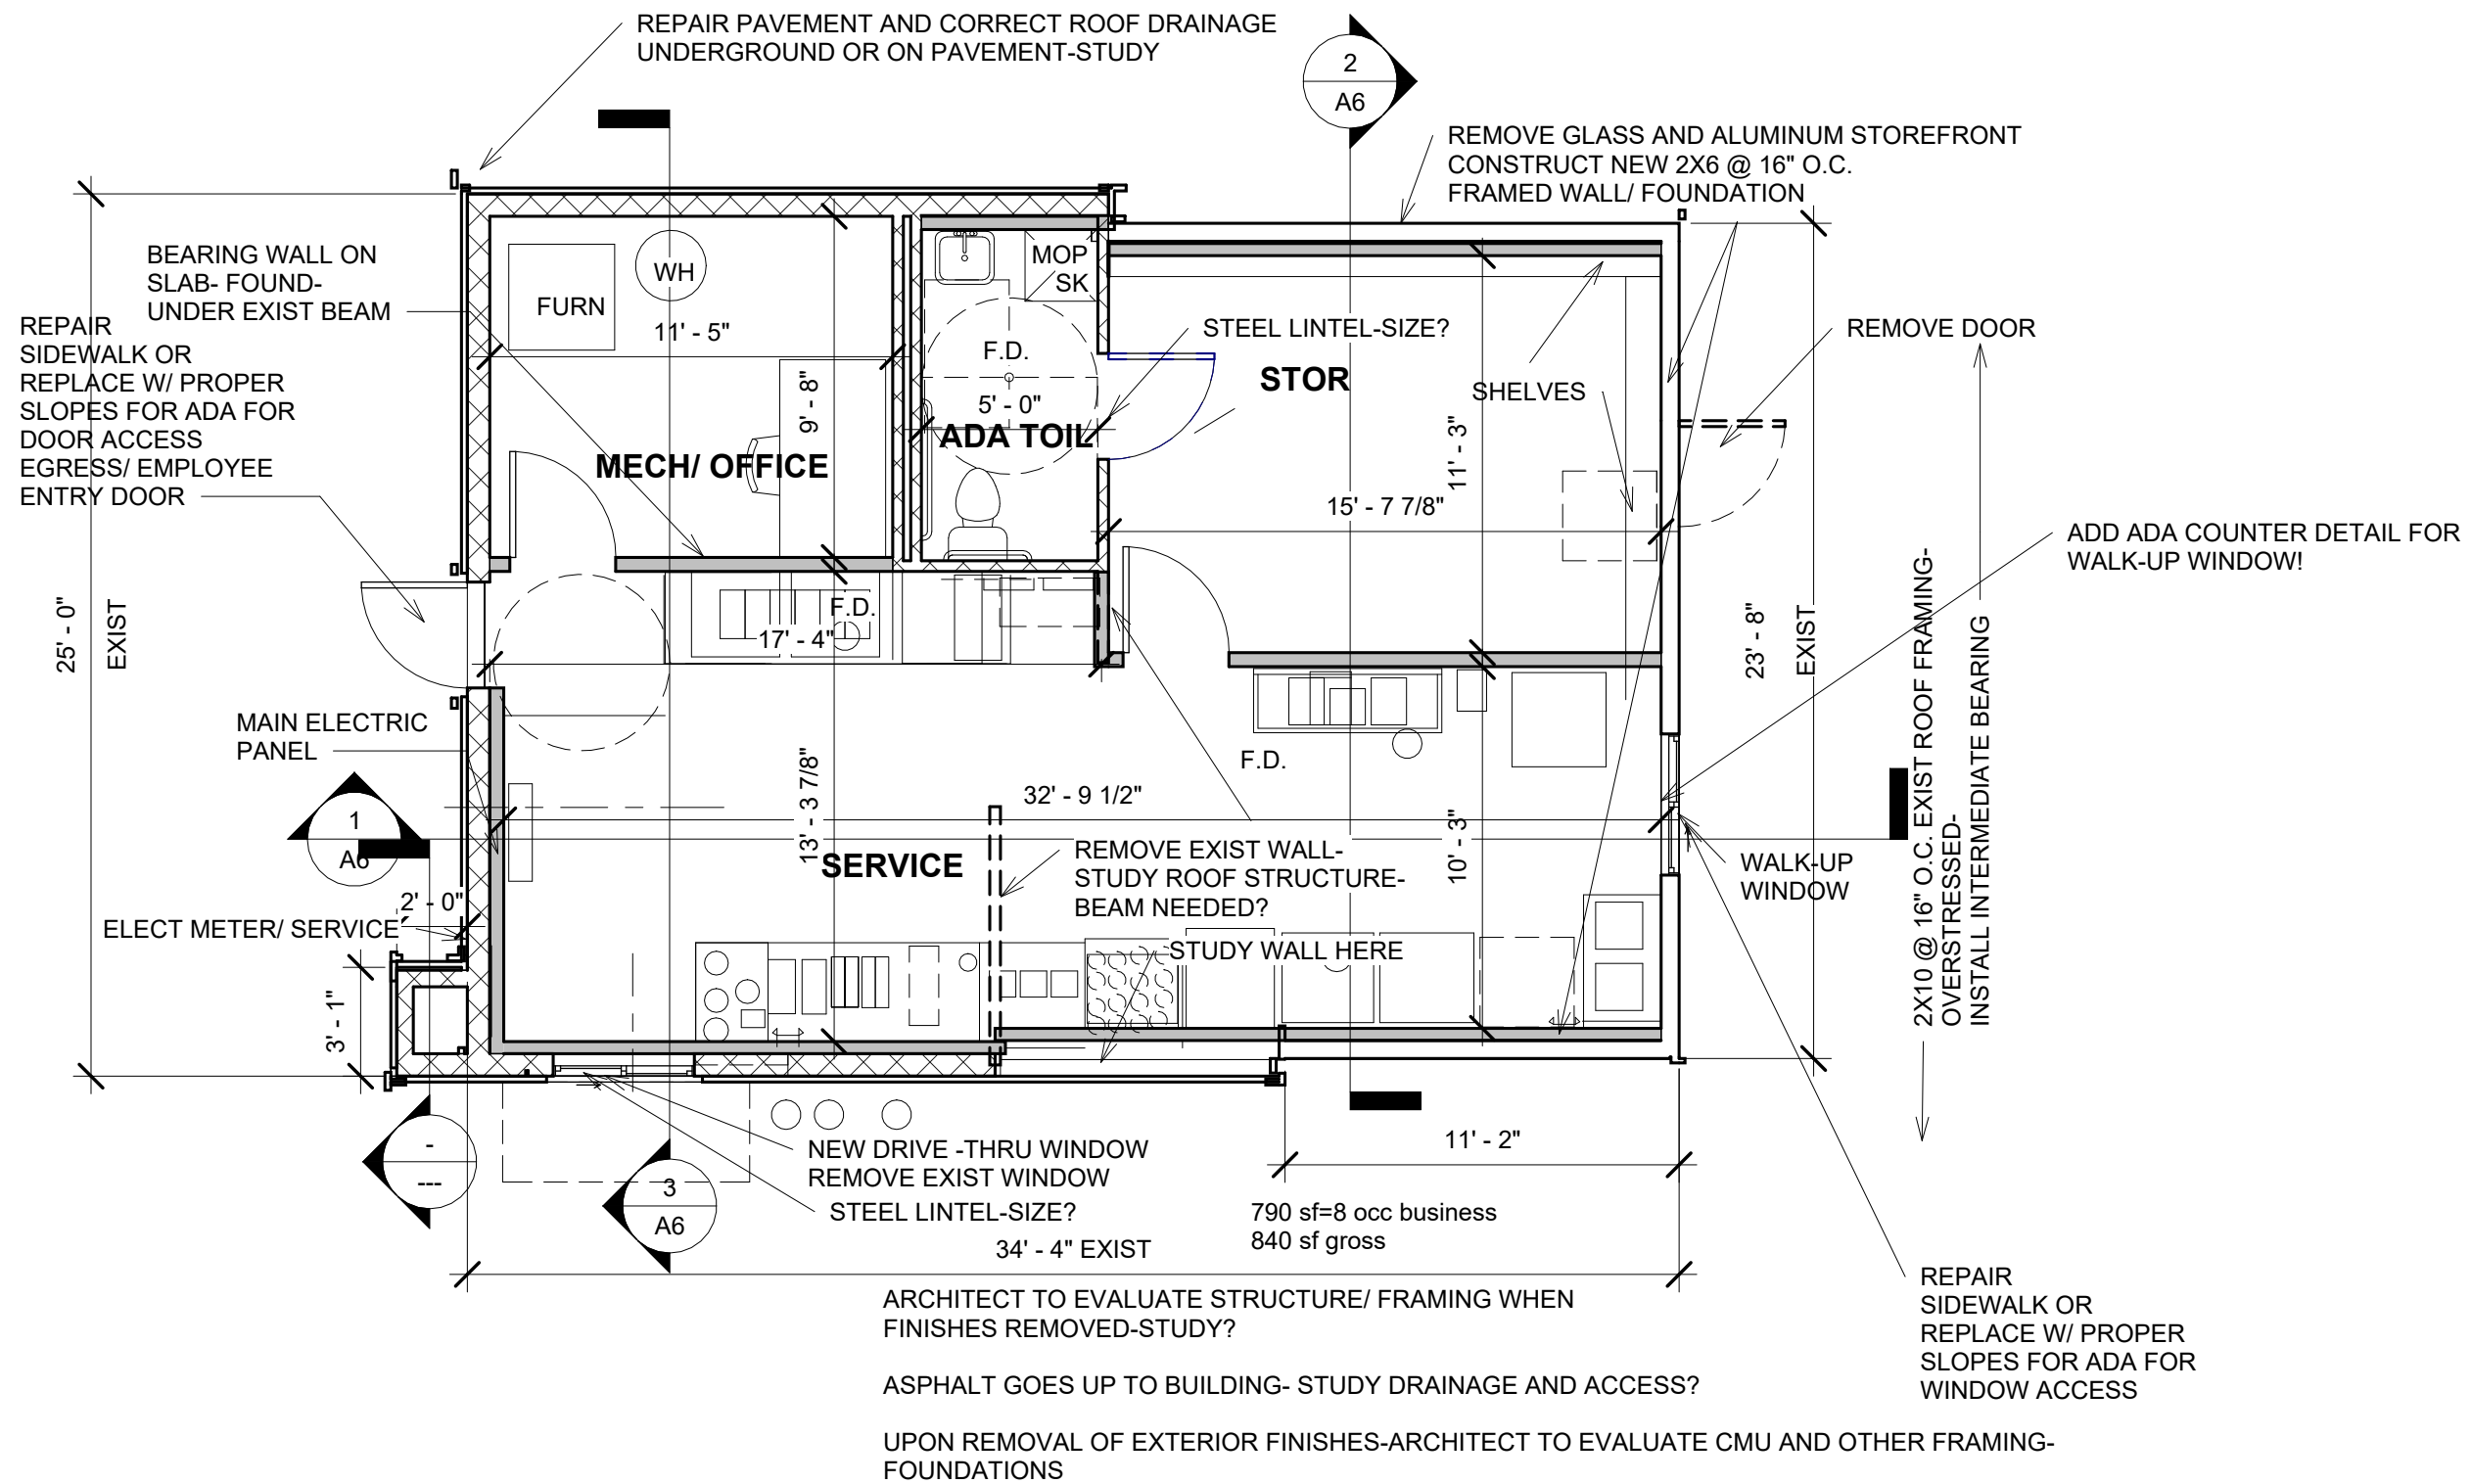 REPAIR PAVEMENT AND CORRECT ROOF DRAINAGE
UNDERGROUND OR ON PAVEMENT-STUDY
2
A6
REMOVE GLASS AND ALUMINUM STOREFRONT
CONSTRUCT NEW 2X6 @ 16" O.C.
FRAMED WALL/ FOUNDATION
BEARING WALL ON
SLAB- FOUND-
UNDER EXIST BEAM
REPAIR
SIDEWALK OR
REPLACE W/ PROPER
SLOPES FOR ADA FOR
DOOR ACCESS
EGRESS/ EMPLOYEE
ENTRY DOOR
FURN
WH
11' - 5"
9' - 8"
MECH/ OFFICE
MOP
SK
F.D.
5' - 0"
ADA TOIL
STEEL LINTEL-SIZE?
STOR
SHELVES
11' - 3"
15' - 7 7/8"
REMOVE DOOR
ADD ADA COUNTER DETAIL FOR
WALK-UP WINDOW!
25' - 0"
EXIST
23' - 8"
EXIST
2X10 @ 16" O.C. EXIST ROOF FRAMING-
OVERSTRESSED-
INSTALL INTERMEDIATE BEARING
F.D.
17' - 4"
MAIN ELECTRIC
PANEL
1
A6
13' - 3 7/8"
32' - 9 1/2"
F.D.
10' - 3"
SERVICE
REMOVE EXIST WALL-
STUDY ROOF STRUCTURE-
BEAM NEEDED?
WALK-UP
WINDOW
2' - 0"
ELECT METER/ SERVICE
STUDY WALL HERE
3' - 1"
-
---
3
A6
NEW DRIVE -THRU WINDOW
REMOVE EXIST WINDOW
STEEL LINTEL-SIZE?
11' - 2"
790 sf=8 occ business
840 sf gross
34' - 4" EXIST
REPAIR
SIDEWALK OR
REPLACE W/ PROPER
SLOPES FOR ADA FOR
WINDOW ACCESS
ARCHITECT TO EVALUATE STRUCTURE/ FRAMING WHEN
FINISHES REMOVED-STUDY?
ASPHALT GOES UP TO BUILDING- STUDY DRAINAGE AND ACCESS?
UPON REMOVAL OF EXTERIOR FINISHES-ARCHITECT TO EVALUATE CMU AND OTHER FRAMING-
FOUNDATIONS